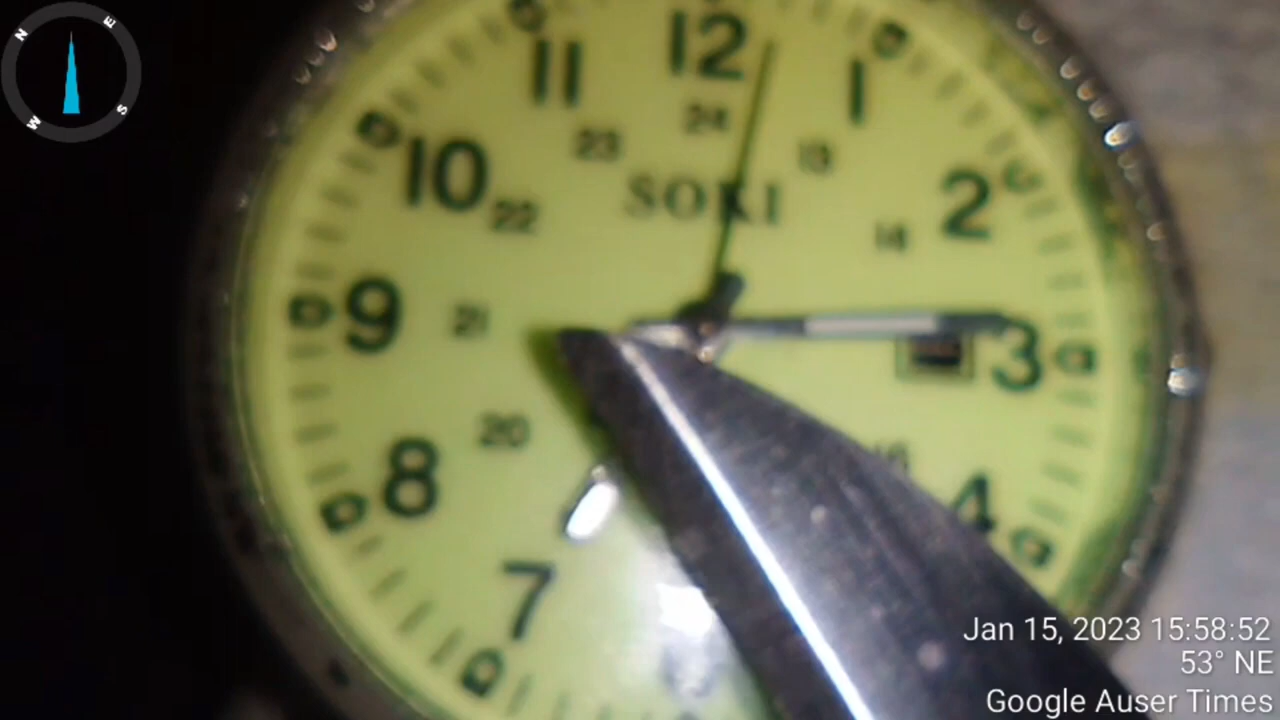 N E
W S
12
11 1
24
23 13
10 2
22 SOKI 14
9 21 3
20 16
8 4
7
Jan 15, 2023 15:58:52
53° NE
Google Auser Times